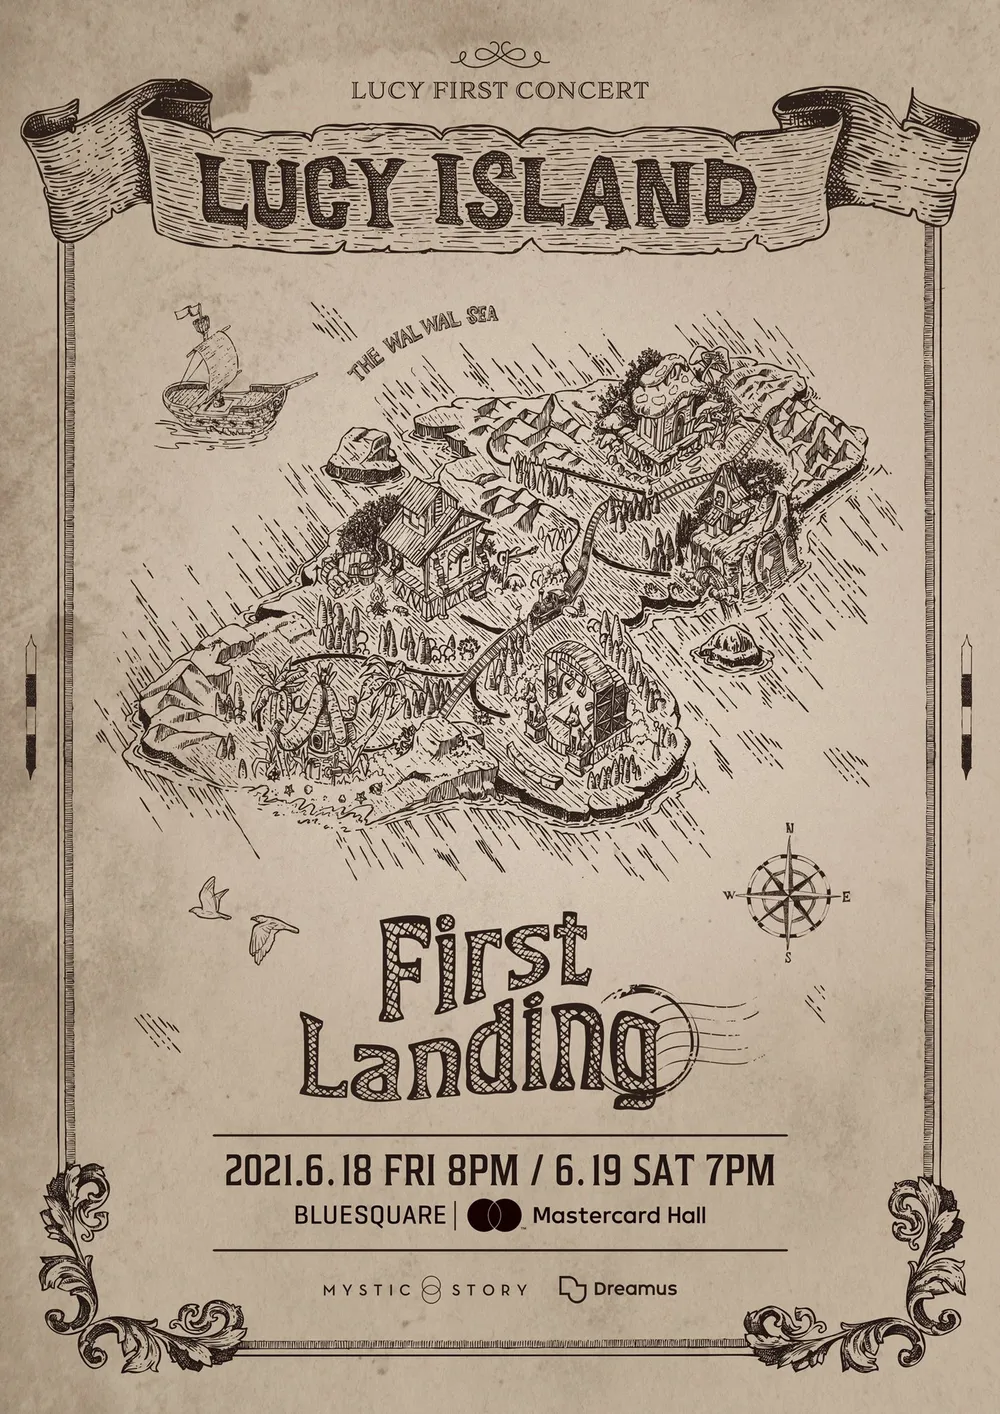 LUCY FIRST CONCERT
LUCY ISLAND
THE WAL WAL SEA
N
W E
S
First
Landing
2021.6.18 FRI 8PM / 6.19 SAT 7PM
BLUESQUARE | Mastercard Hall
MYSTIC STORY Dreamus